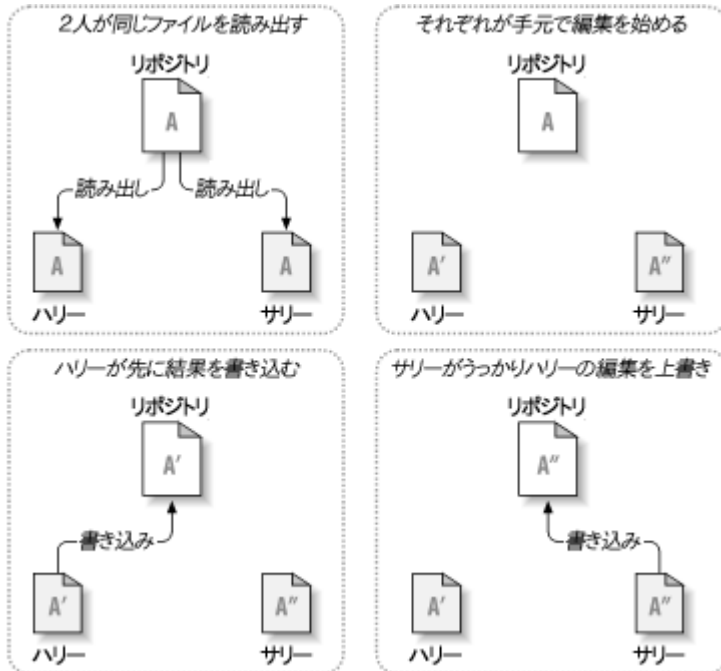 2人が同じファイルを読み出す
リポジトリ
A
読み出し 読み出し
A A
ハリー サリー
それぞれが手元で編集を始める
リポジトリ
A
A′ A″
ハリー サリー
ハリーが先に結果を書き込む
リポジトリ
A′
書き込み
A′ A″
ハリー サリー
サリーがうっかりハリーの編集を上書き
リポジトリ
A″
書き込み
A′ A″
ハリー サリー